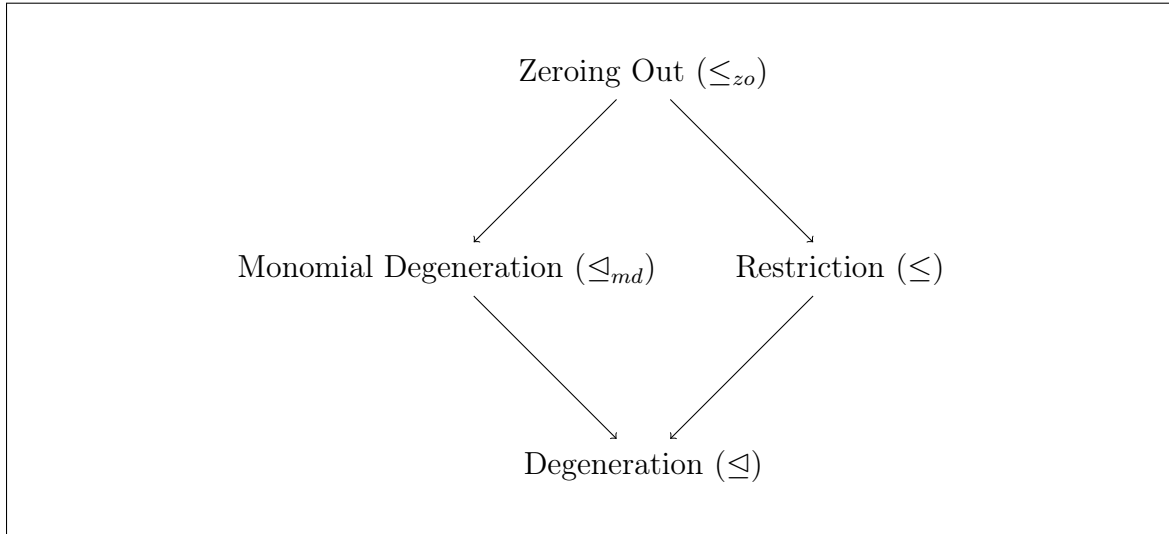 Zeroing Out (≤zo)
Monomial Degeneration (⊴md) Restriction (≤)
Degeneration (⊴)